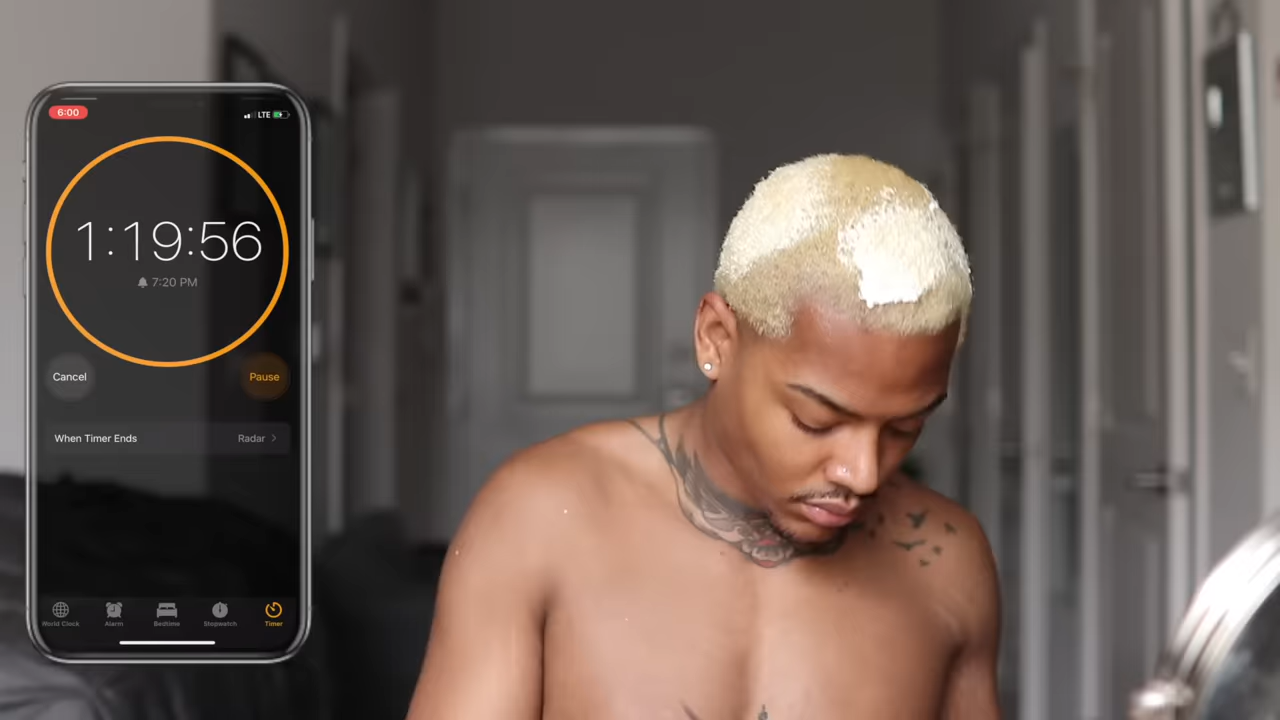 6:00
LTE
1:19:56
7:20 PM
Cancel
Pause
When Timer Ends
Radar
World Clock
Alarm
Bedtime
Stopwatch
Timer